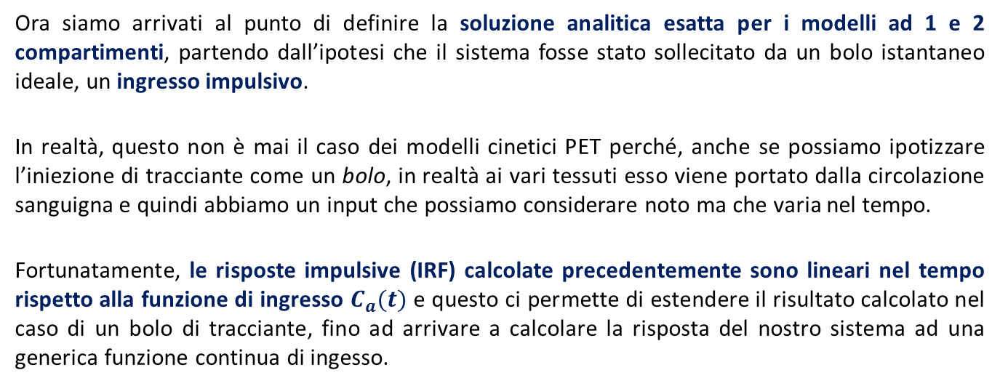 Ora siamo arrivati al punto di definire la soluzione analitica esatta per i modelli ad 1 e 2
compartimenti, partendo dall’ipotesi che il sistema fosse stato sollecitato da un bolo istantaneo
ideale, un ingresso impulsivo.
In realtà, questo non è mai il caso dei modelli cinetici PET perché, anche se possiamo ipotizzare
l’iniezione di tracciante come un bolo, in realtà ai vari tessuti esso viene portato dalla circolazione
sanguigna e quindi abbiamo un input che possiamo considerare noto ma che varia nel tempo.
Fortunatamente, le risposte impulsive (IRF) calcolate precedentemente sono lineari nel tempo
rispetto alla funzione di ingresso C_a(t) e questo ci permette di estendere il risultato calcolato nel
caso di un bolo di tracciante, fino ad arrivare a calcolare la risposta del nostro sistema ad una
generica funzione continua di ingesso.